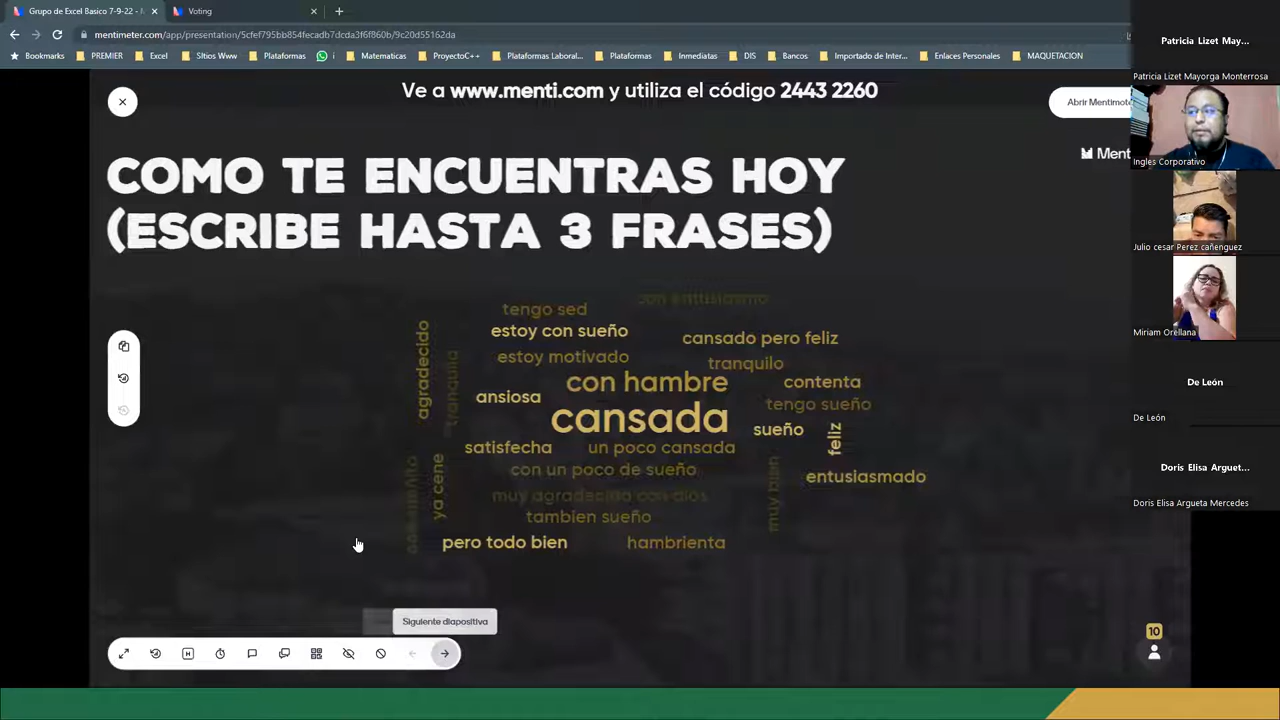 Grupo de Excel Basico 7-9-22 -
Voting
mentimeter.com/app/presentation/5cfef795bb854fecadb7dcda3f6f860b/9c20d55162da
Bookmarks PREMIER Excel Sitios Www Plataformas i Matematicas ProyectoC++ Plataformas Laboral... Plataformas Inmediatas DIS Bancos Importado de Inter... Enlaces Personales MAQUETACION
Ve a www.menti.com y utiliza el código 2443 2260
Abrir Mentimote
Ment
COMO TE ENCUENTRAS HOY
(ESCRIBE HASTA 3 FRASES)
con entusiasmo
tengo sed
estoy con sueño
cansado pero feliz
estoy motivado
tranquilo
agradecido
tranquila
con hambre
contenta
ansiosa
tengo sueño
cansada
sueño
feliz
satisfecha
un poco cansada
con un poco de sueño
entusiasmado
ya cene
muy agradecida con dios
muy bien
tambien sueño
pero todo bien
hambrienta
Siguiente diapositiva
10
Patricia Lizet May...
Patricia Lizet Mayorga Monterrosa
Ingles Corporativo
Julio cesar Perez cañenguez
Miriam Orellana
De León
De León
Doris Elisa Arguet...
Doris Elisa Argueta Mercedes